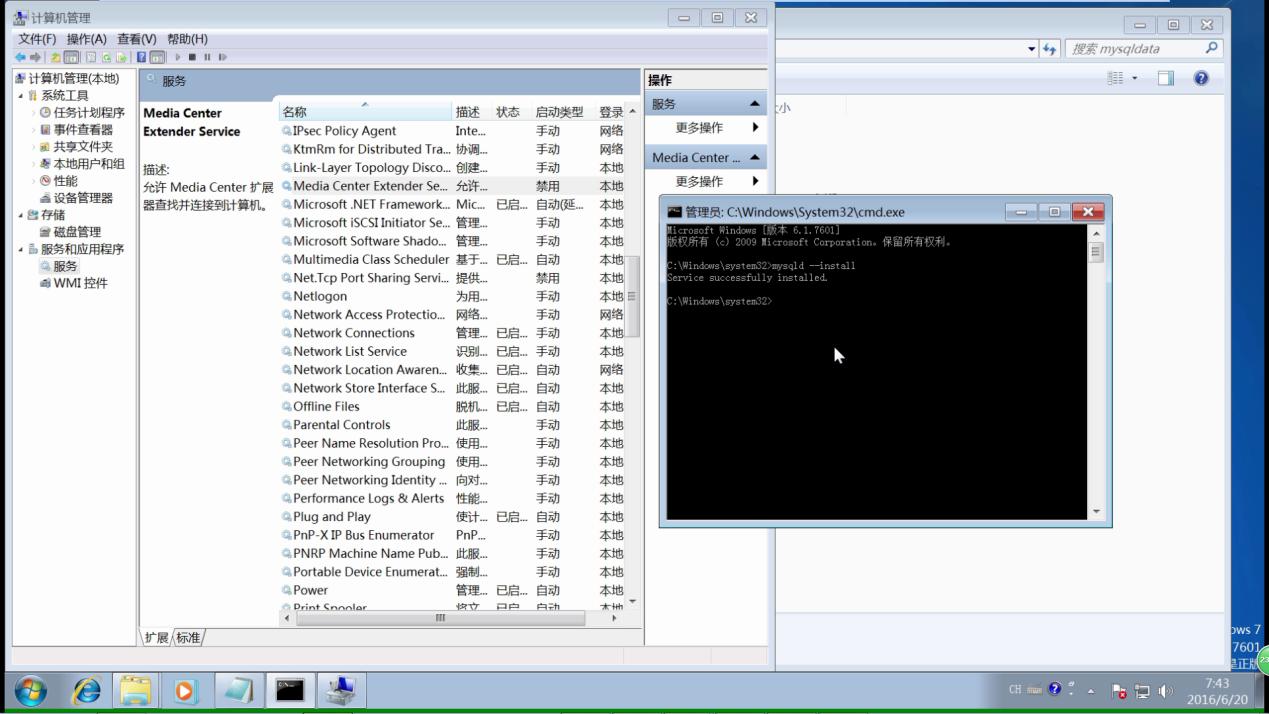 计算机管理
文件(F) 操作(A) 查看(V) 帮助(H)
计算机管理(本地)
系统工具
任务计划程序
事件查看器
共享文件夹
本地用户和组
性能
设备管理器
存储
磁盘管理
服务和应用程序
服务
WMI 控件
服务
Media Center
Extender Service
描述:
允许 Media Center 扩展
器查找并连接到计算机。
名称 描述 状态 启动类型 登录
IPsec Policy Agent Inte... 手动 网络
KtmRm for Distributed Tra... 协调... 手动 网络
Link-Layer Topology Disco... 创建... 手动 本地
Media Center Extender Se... 允许... 禁用 本地
Microsoft .NET Framework... Mic... 已启... 自动(延... 本地
Microsoft iSCSI Initiator Se... 管理... 手动 本地
Microsoft Software Shado... 管理... 手动 本地
Multimedia Class Scheduler 基于... 已启... 自动 本地
Net.Tcp Port Sharing Servi... 提供... 禁用 本地
Netlogon 为用... 手动 本地
Network Access Protectio... 网络... 手动 网络
Network Connections 管理... 已启... 手动 本地
Network List Service 识别... 已启... 手动 本地
Network Location Awaren... 收集... 已启... 自动 网络
Network Store Interface S... 此服... 已启... 自动 本地
Offline Files 脱机... 已启... 自动 本地
Parental Controls 此服... 手动 本地
Peer Name Resolution Pro... 使用... 手动 本地
Peer Networking Grouping 使用... 手动 本地
Peer Networking Identity ... 向对... 手动 本地
Performance Logs & Alerts 性能... 手动 本地
Plug and Play 使计... 已启... 自动 本地
PnP-X IP Bus Enumerator PnP... 手动 本地
PNRP Machine Name Pub... 此服... 手动 本地
Portable Device Enumerat... 强制... 手动 本地
Power 管理... 已启... 自动 本地
Print Spooler 将文... 已启... 自动 本地
扩展 标准
操作
服务
更多操作
Media Center ...
更多操作
搜索 mysqldata
管理员: C:\Windows\System32\cmd.exe
Microsoft Windows [版本 6.1.7601]
版权所有 (c) 2009 Microsoft Corporation。保留所有权利。
C:\Windows\system32>mysqld --install
Service successfully installed.
C:\Windows\system32>
ows 7
7601
是正版
23
CH
7:43
2016/6/20